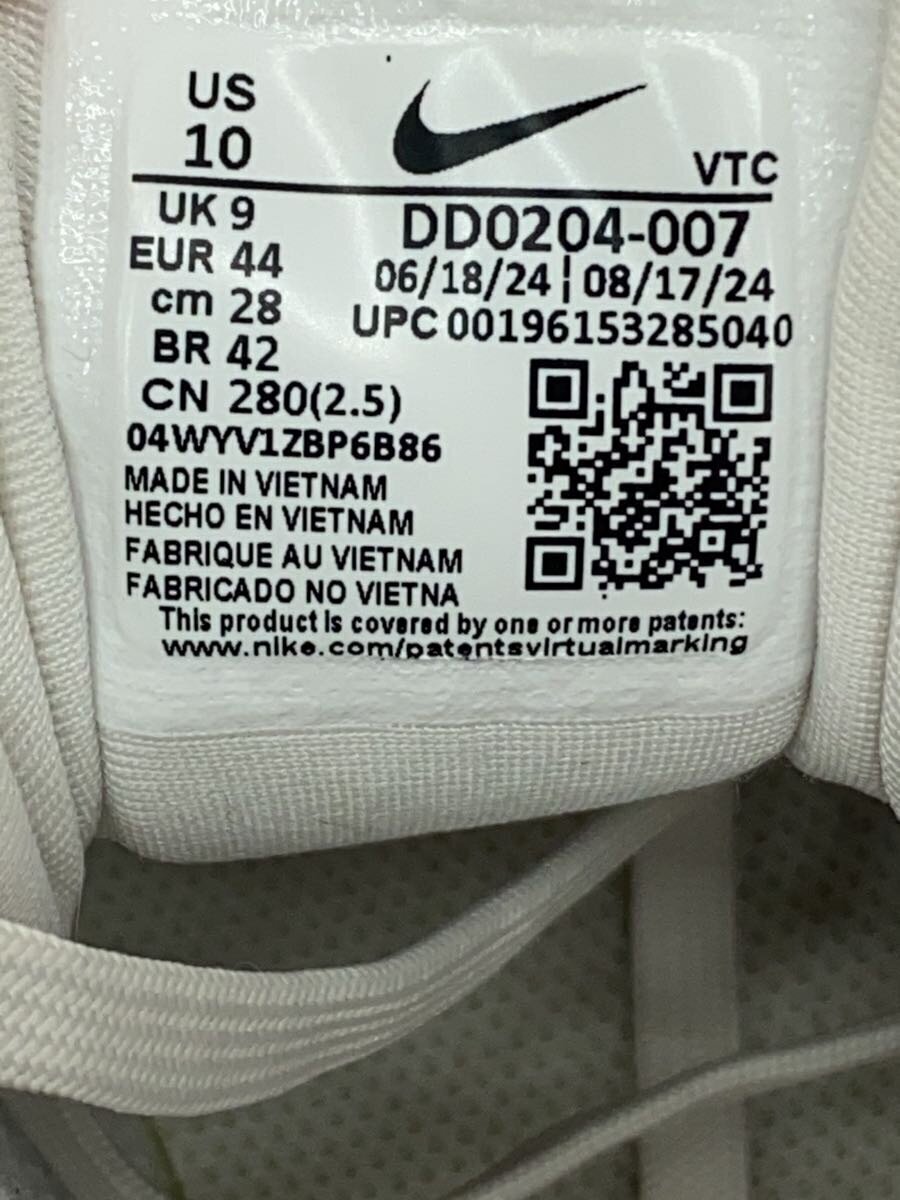 US
10
VTC
UK 9
EUR 44
cm 28
BR 42
CN 280(2.5)
DD0204-007
06/18/24 | 08/17/24
UPC 00196153285040
04WYV1ZBP6B86
MADE IN VIETNAM
HECHO EN VIETNAM
FABRIQUE AU VIETNAM
FABRICADO NO VIETNA
This product is covered by one or more patents:
www.nike.com/patentsvirtualmarking